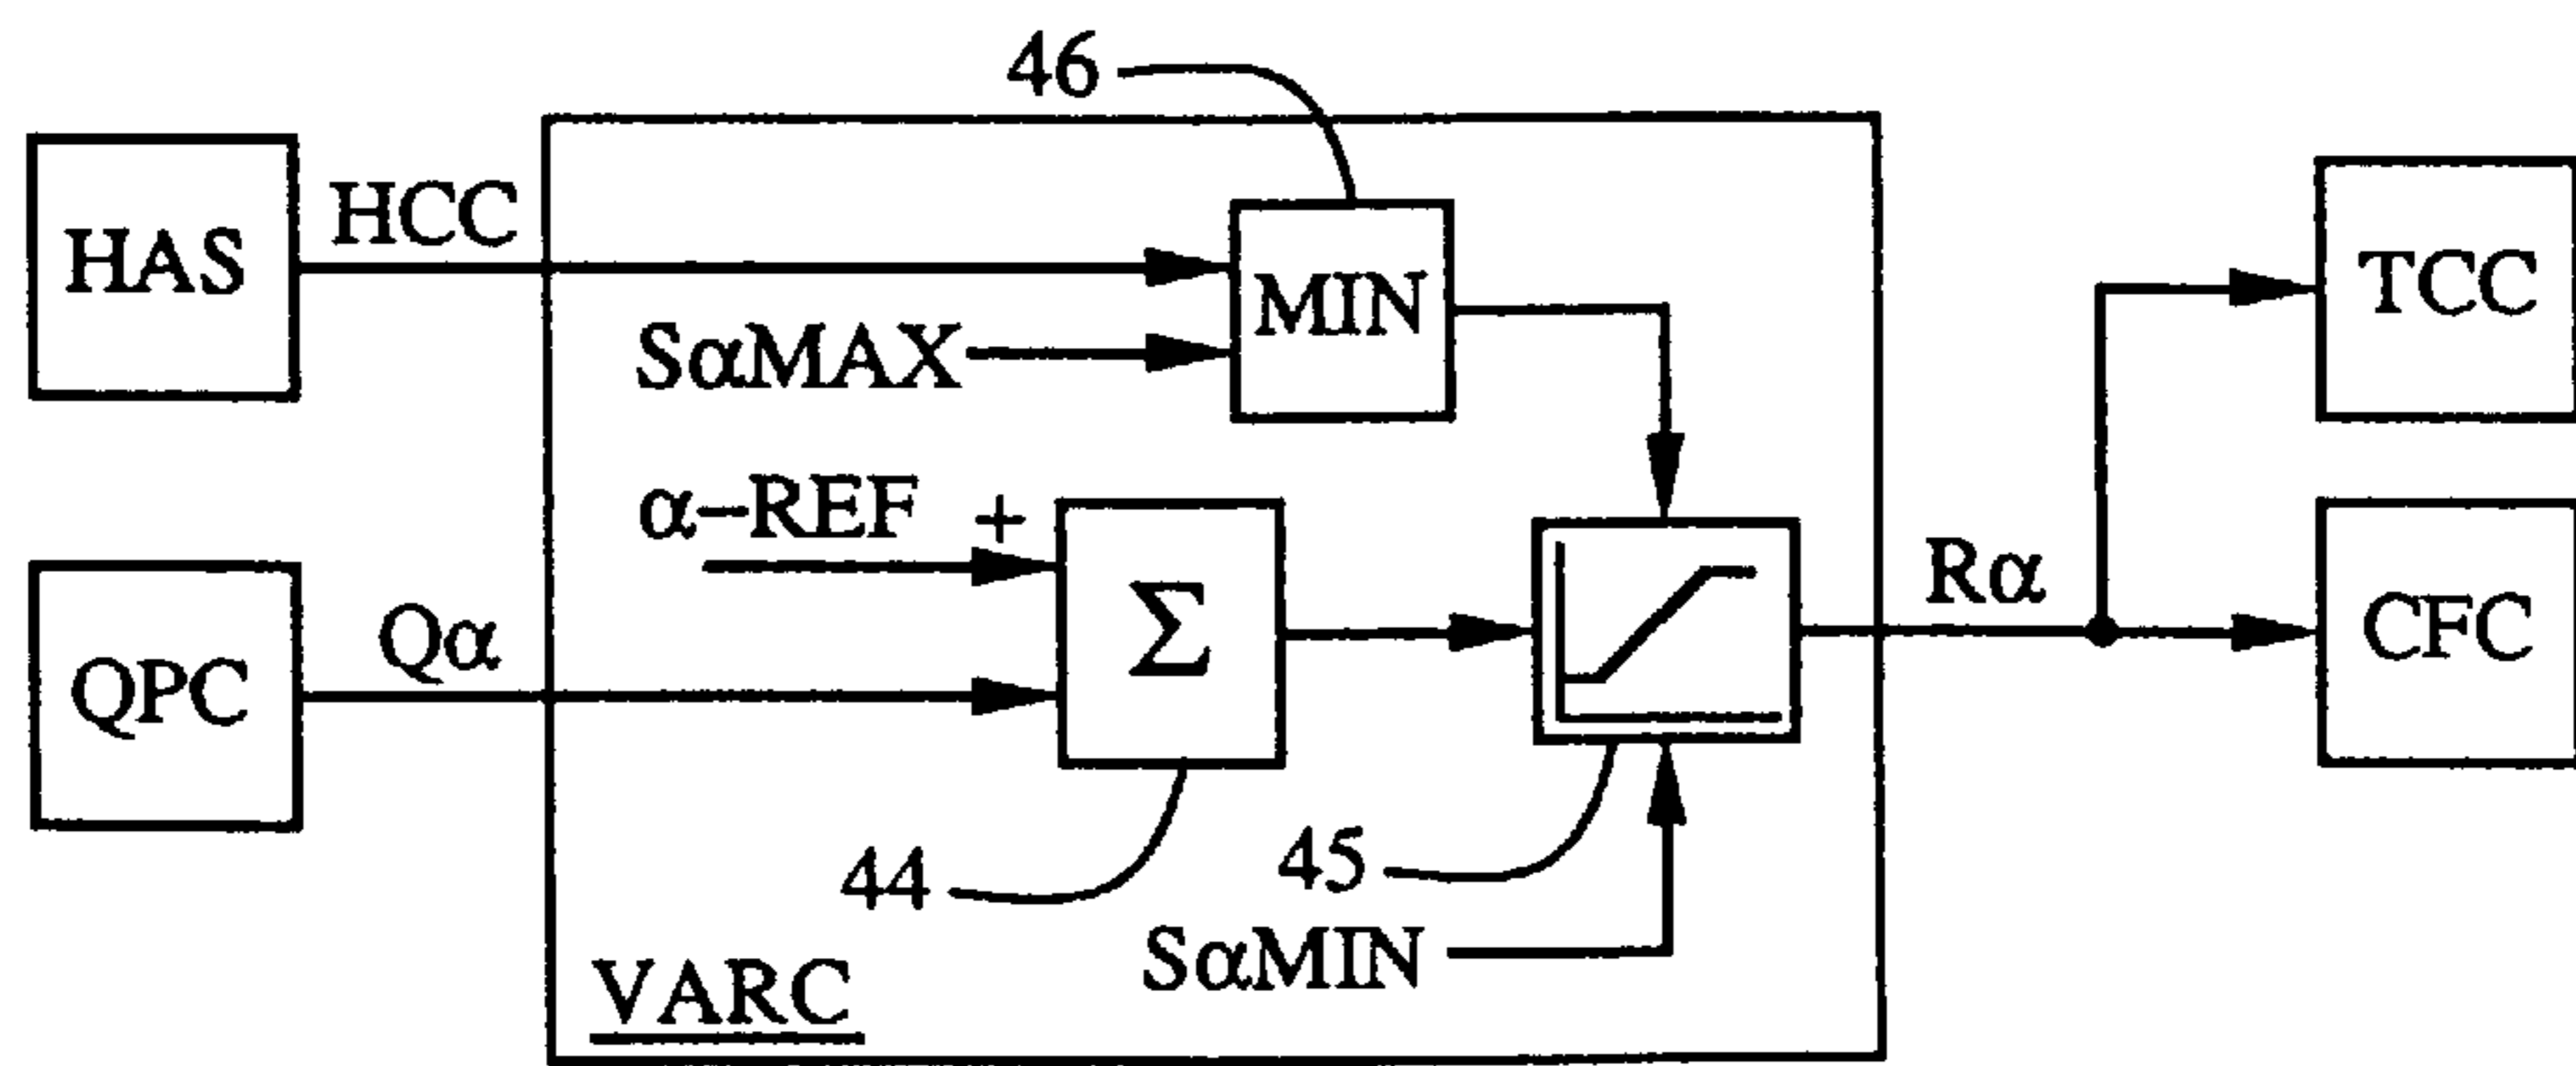 46
HAS
HCC
MIN
TCC
SαMAX
α–REF +
Σ
Rα
CFC
QPC
Qα
44
45
SαMIN
VARC